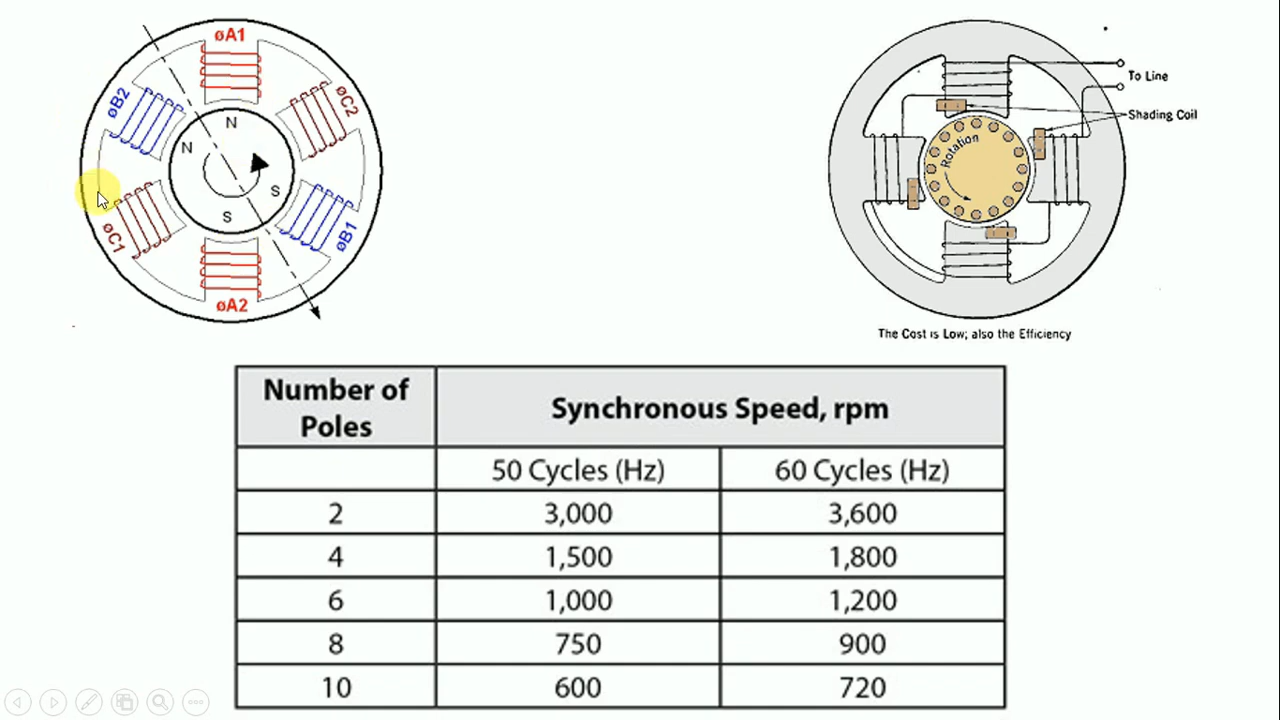 øA1
øB2
øC2
N
N
S
S
øC1
øB1
øA2
To Line
Shading Coil
Rotation
The Cost is Low; also the Efficiency
Number of Poles
Synchronous Speed, rpm
50 Cycles (Hz)
60 Cycles (Hz)
2
3,000
3,600
4
1,500
1,800
6
1,000
1,200
8
750
900
10
600
720